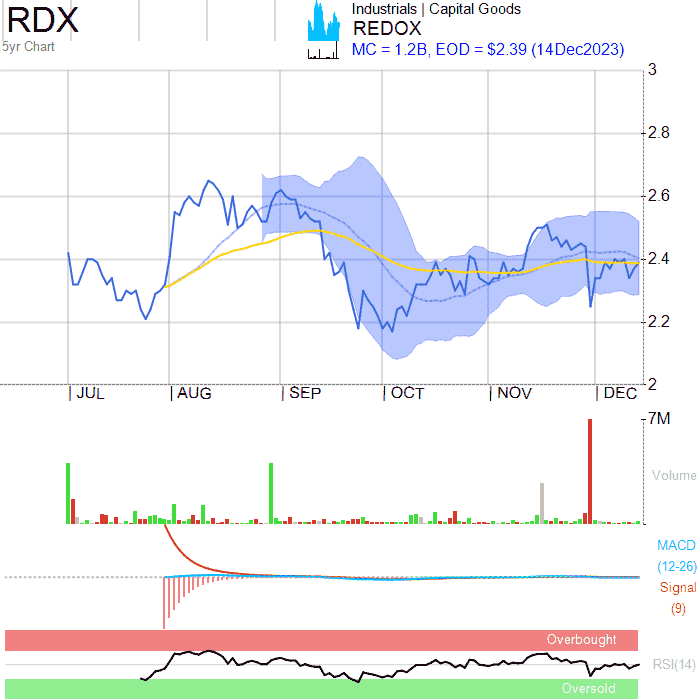 RDX
5yr Chart
Industrials | Capital Goods
REDOX
MC = 1.2B, EOD = $2.39 (14Dec2023)
3
2.8
2.6
2.4
2.2
2
JUL AUG SEP OCT NOV DEC
7M
Volume
MACD
(12-26)
Signal
(9)
Overbought
RSI(14)
Oversold